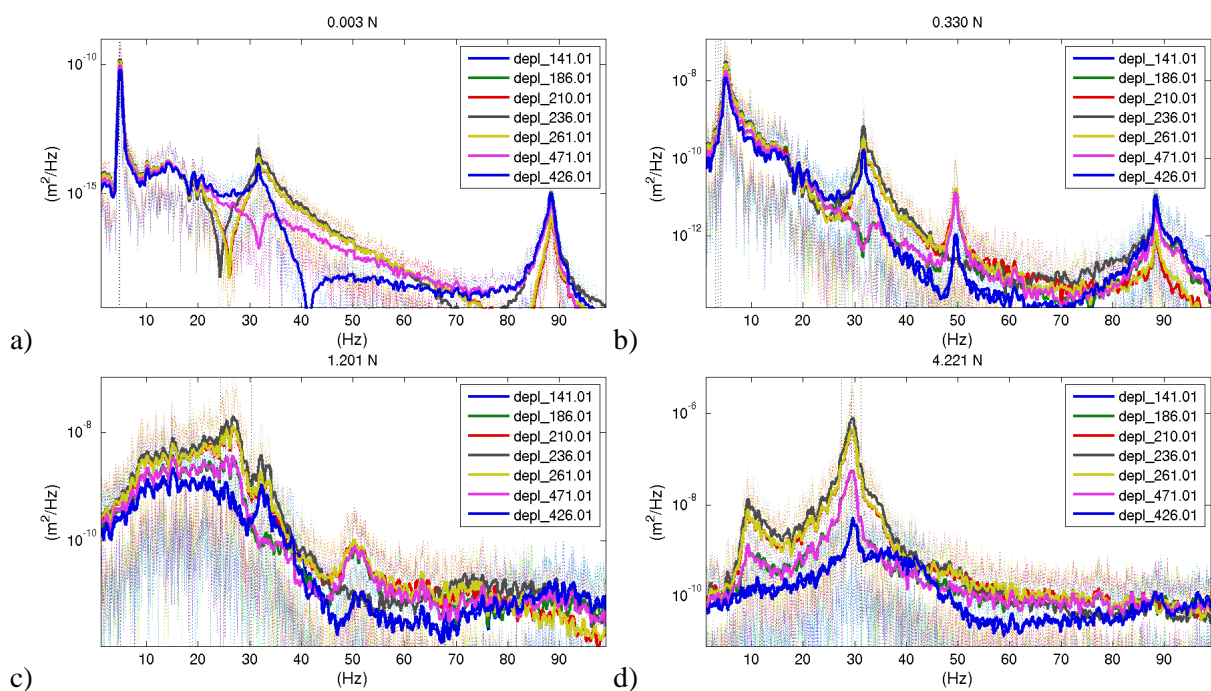 0.003 N
10^-10
10^-15
(m^2/Hz)
depl_141.01
depl_186.01
depl_210.01
depl_236.01
depl_261.01
depl_471.01
depl_426.01
10 20 30 40 50 60 70 80 90
(Hz)
a)
0.330 N
10^-8
10^-10
10^-12
(m^2/Hz)
depl_141.01
depl_186.01
depl_210.01
depl_236.01
depl_261.01
depl_471.01
depl_426.01
10 20 30 40 50 60 70 80 90
(Hz)
b)
1.201 N
10^-8
10^-10
(m^2/Hz)
depl_141.01
depl_186.01
depl_210.01
depl_236.01
depl_261.01
depl_471.01
depl_426.01
10 20 30 40 50 60 70 80 90
(Hz)
c)
4.221 N
10^-6
10^-8
10^-10
(m^2/Hz)
depl_141.01
depl_186.01
depl_210.01
depl_236.01
depl_261.01
depl_471.01
depl_426.01
10 20 30 40 50 60 70 80 90
(Hz)
d)